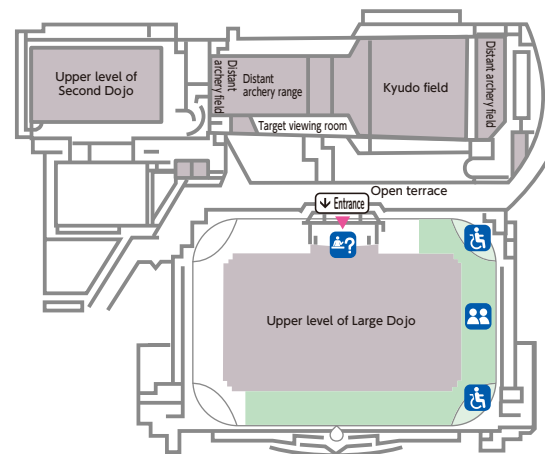 Upper level of
Second Dojo
Distant
archery field
Distant
archery range
Kyudo field
Distant archery field
Target viewing room
Open terrace
↓ Entrance
?
Upper level of Large Dojo